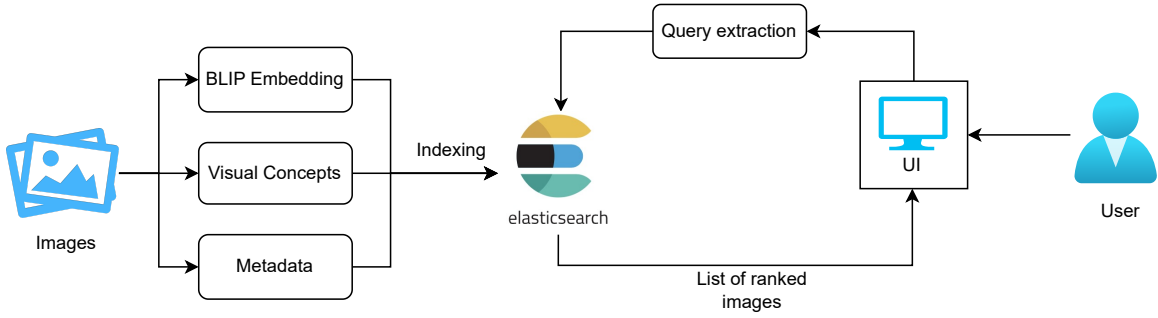 Query extraction
BLIP Embedding
Visual Concepts
Indexing
UI
elasticsearch
User
Images
Metadata
List of ranked
images